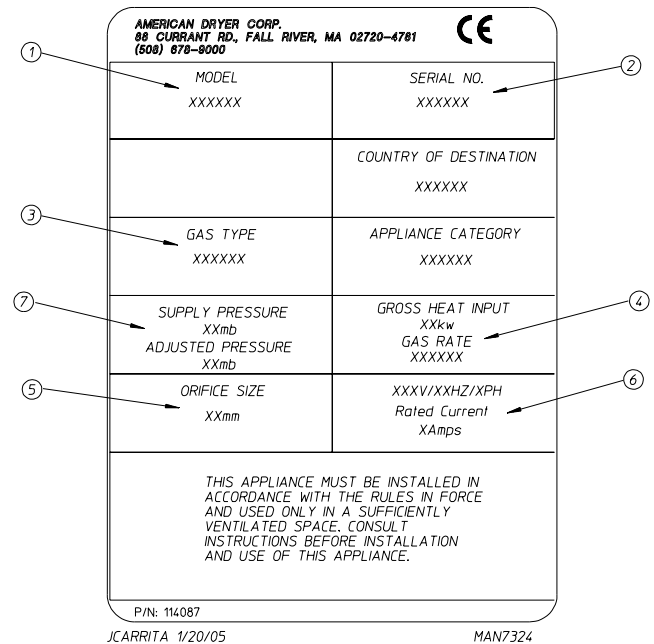 AMERICAN DRYER CORP.
88 CURRANT RD., FALL RIVER, MA 02720-4781
(508) 678-9000
CE
1
MODEL
XXXXXX
SERIAL NO.
XXXXXX
2
COUNTRY OF DESTINATION
XXXXXX
3
GAS TYPE
XXXXXX
APPLIANCE CATEGORY
XXXXXX
7
SUPPLY PRESSURE
XXmb
ADJUSTED PRESSURE
XXmb
GROSS HEAT INPUT
XXkw
GAS RATE
XXXXXX
4
5
ORIFICE SIZE
XXmm
XXXV/XXHZ/XPH
Rated Current
XAmps
6
THIS APPLIANCE MUST BE INSTALLED IN
ACCORDANCE WITH THE RULES IN FORCE
AND USED ONLY IN A SUFFICIENTLY
VENTILATED SPACE. CONSULT
INSTRUCTIONS BEFORE INSTALLATION
AND USE OF THIS APPLIANCE.
P/N: 114087
JCARRITA 1/20/05
MAN7324